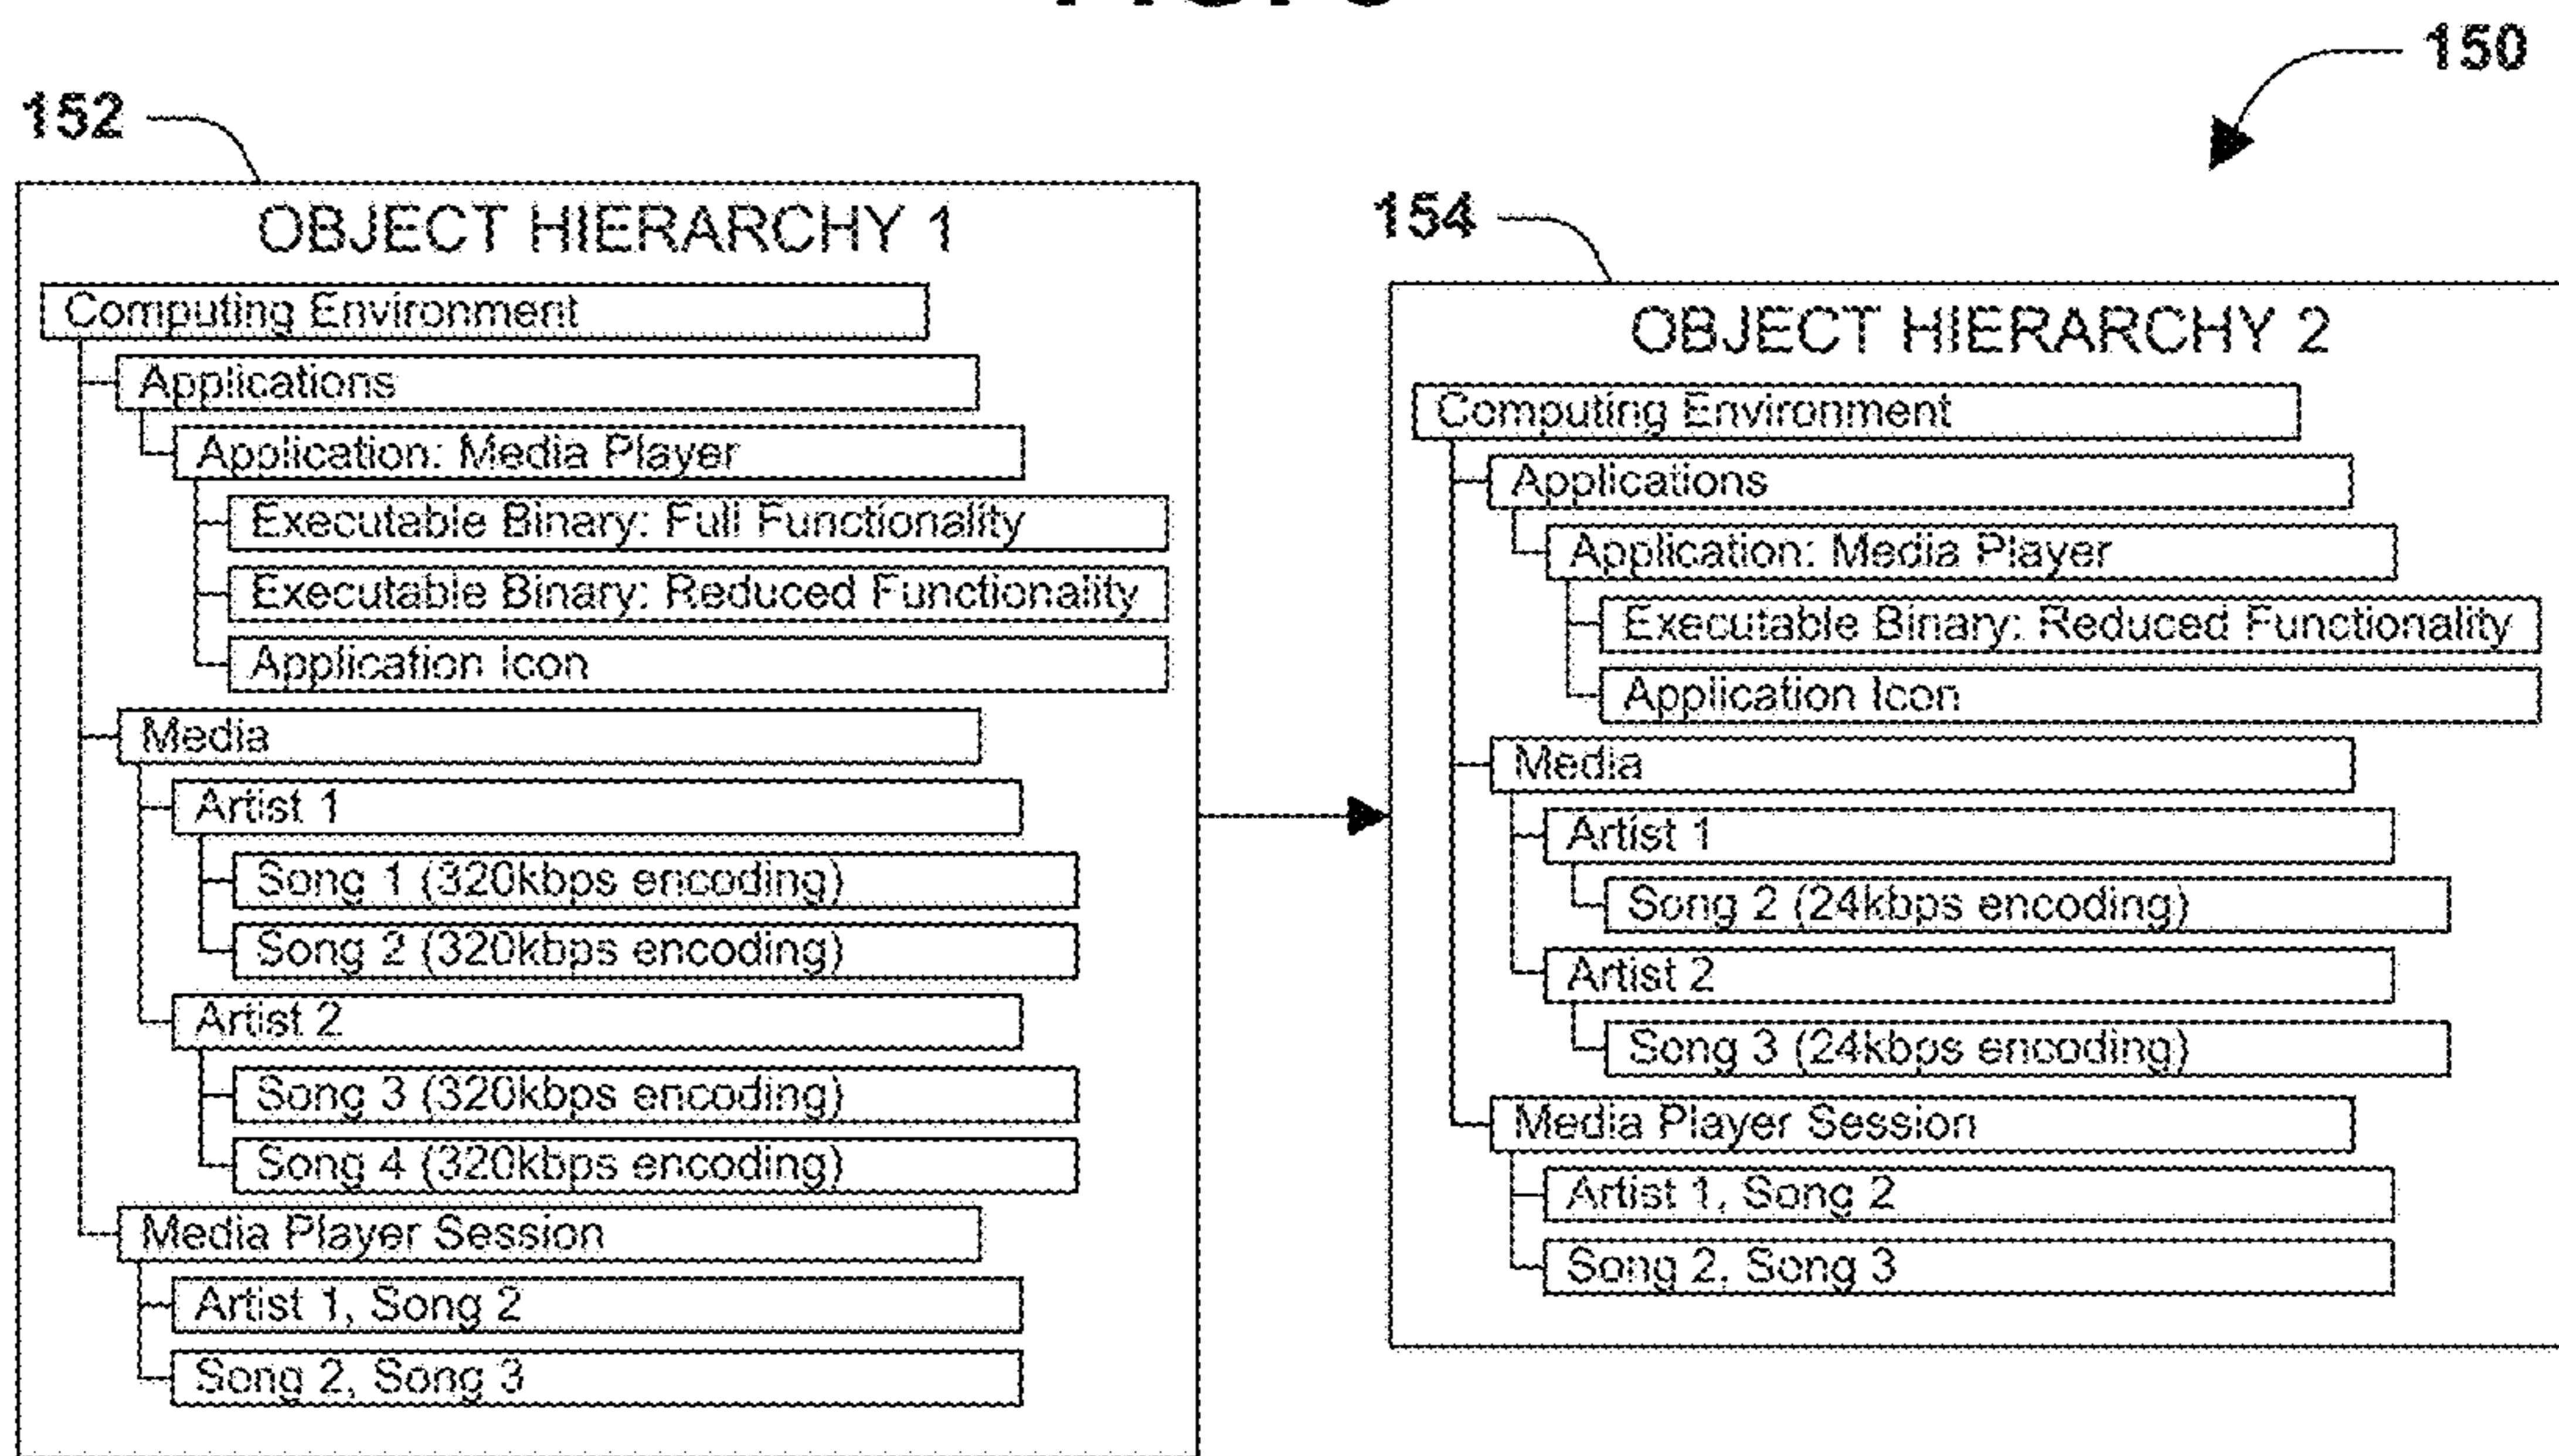 150
152
OBJECT HIERARCHY 1
Computing Environment
Applications
Application: Media Player
Executable Binary: Full Functionality
Executable Binary: Reduced Functionality
Application Icon
Media
Artist 1
Song 1 (320kbps encoding)
Song 2 (320kbps encoding)
Artist 2
Song 3 (320kbps encoding)
Song 4 (320kbps encoding)
Media Player Session
Artist 1, Song 2
Song 2, Song 3
154
OBJECT HIERARCHY 2
Computing Environment
Applications
Application: Media Player
Executable Binary: Reduced Functionality
Application Icon
Media
Artist 1
Song 2 (24kbps encoding)
Artist 2
Song 3 (24kbps encoding)
Media Player Session
Artist 1, Song 2
Song 2, Song 3